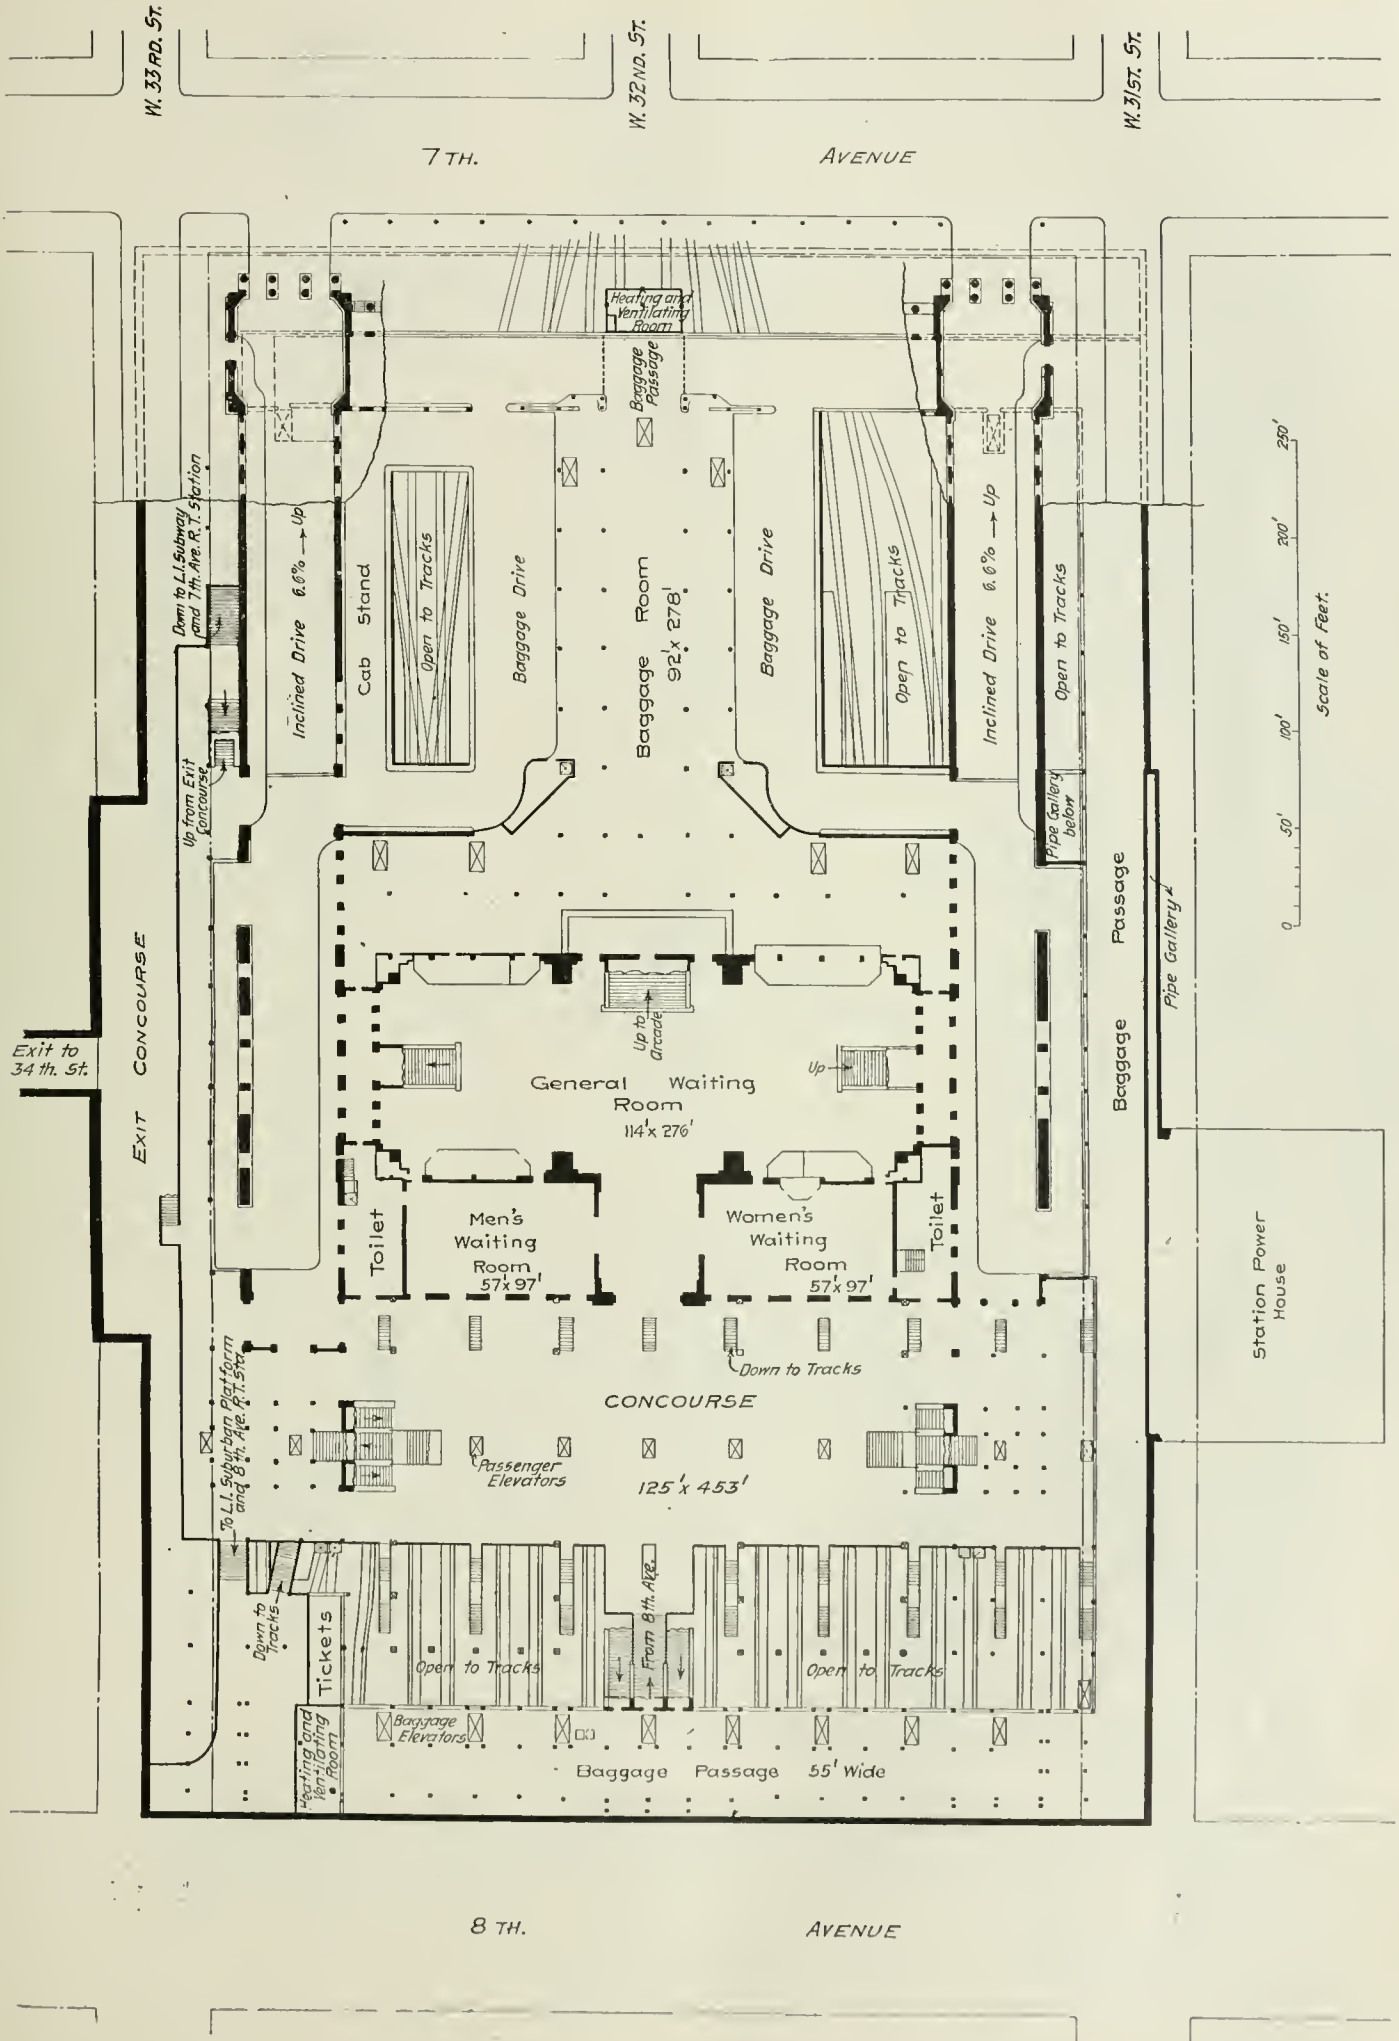 W. 33RD. ST.
W. 32ND. ST.
W. 31ST. ST.
7TH. AVENUE
Heating and
Ventilating
Room
Baggage
Passage
Down to L.I. Subway
and 7th. Ave. R.T. Station
Inclined Drive 6.6% → Up
Cab Stand
Open to Tracks
Baggage Drive
Baggage Room
92' x 278'
Baggage Drive
Open to Tracks
Inclined Drive 6.6% → Up
Open to Tracks
250'
200'
150'
100'
50'
0
Scale of Feet.
Up from Exit
Concourse
Pipe Gallery
below
EXIT CONCOURSE
Baggage Passage
Pipe Gallery
Exit to
34th. St.
Up to
Arcade
Up
General Waiting
Room
114' x 276'
Toilet
Men's
Waiting
Room
57' x 97'
Women's
Waiting
Room
57' x 97'
Toilet
Station Power
House
Down to Tracks
CONCOURSE
To L.I. Suburban Platform
and 8th. Ave. R.T. Sta.
Passenger
Elevators
125' x 453'
Down to
Tracks
Tickets
From 8th. Ave.
Open to Tracks
Open to Tracks
Heating and
Ventilating
Room
Baggage
Elevators
Baggage Passage 55' Wide
8TH. AVENUE